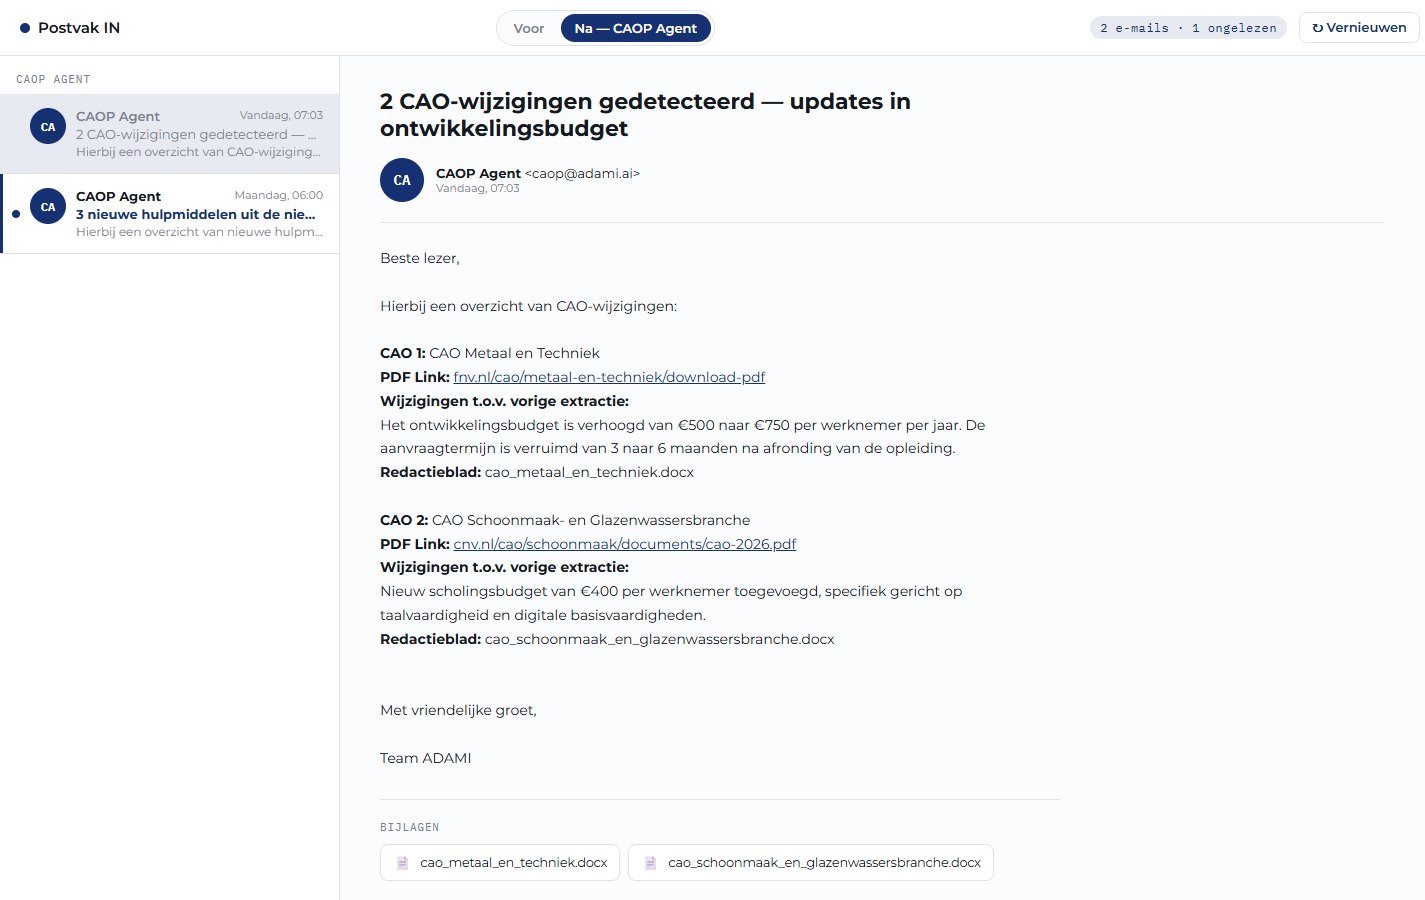 Postvak IN
Voor
Na — CAOP Agent
2 e-mails · 1 ongelezen
↻ Vernieuwen
CAOP AGENT
CA
CAOP Agent
Vandaag, 07:03
2 CAO-wijzigingen gedetecteerd — ...
Hierbij een overzicht van CAO-wijziging...
CA
CAOP Agent
Maandag, 06:00
3 nieuwe hulpmiddelen uit de nie...
Hierbij een overzicht van nieuwe hulpm...
2 CAO-wijzigingen gedetecteerd — updates in
ontwikkelingsbudget
CA
CAOP Agent <caop@adami.ai>
Vandaag, 07:03
Beste lezer,
Hierbij een overzicht van CAO-wijzigingen:
CAO 1: CAO Metaal en Techniek
PDF Link: fnv.nl/cao/metaal-en-techniek/download-pdf
Wijzigingen t.o.v. vorige extractie:
Het ontwikkelingsbudget is verhoogd van €500 naar €750 per werknemer per jaar. De
aanvraagtermijn is verruimd van 3 naar 6 maanden na afronding van de opleiding.
Redactieblad: cao_metaal_en_techniek.docx
CAO 2: CAO Schoonmaak- en Glazenwassersbranche
PDF Link: cnv.nl/cao/schoonmaak/documents/cao-2026.pdf
Wijzigingen t.o.v. vorige extractie:
Nieuw scholingsbudget van €400 per werknemer toegevoegd, specifiek gericht op
taalvaardigheid en digitale basisvaardigheden.
Redactieblad: cao_schoonmaak_en_glazenwassersbranche.docx
Met vriendelijke groet,
Team ADAMI
BIJLAGEN
cao_metaal_en_techniek.docx
cao_schoonmaak_en_glazenwassersbranche.docx